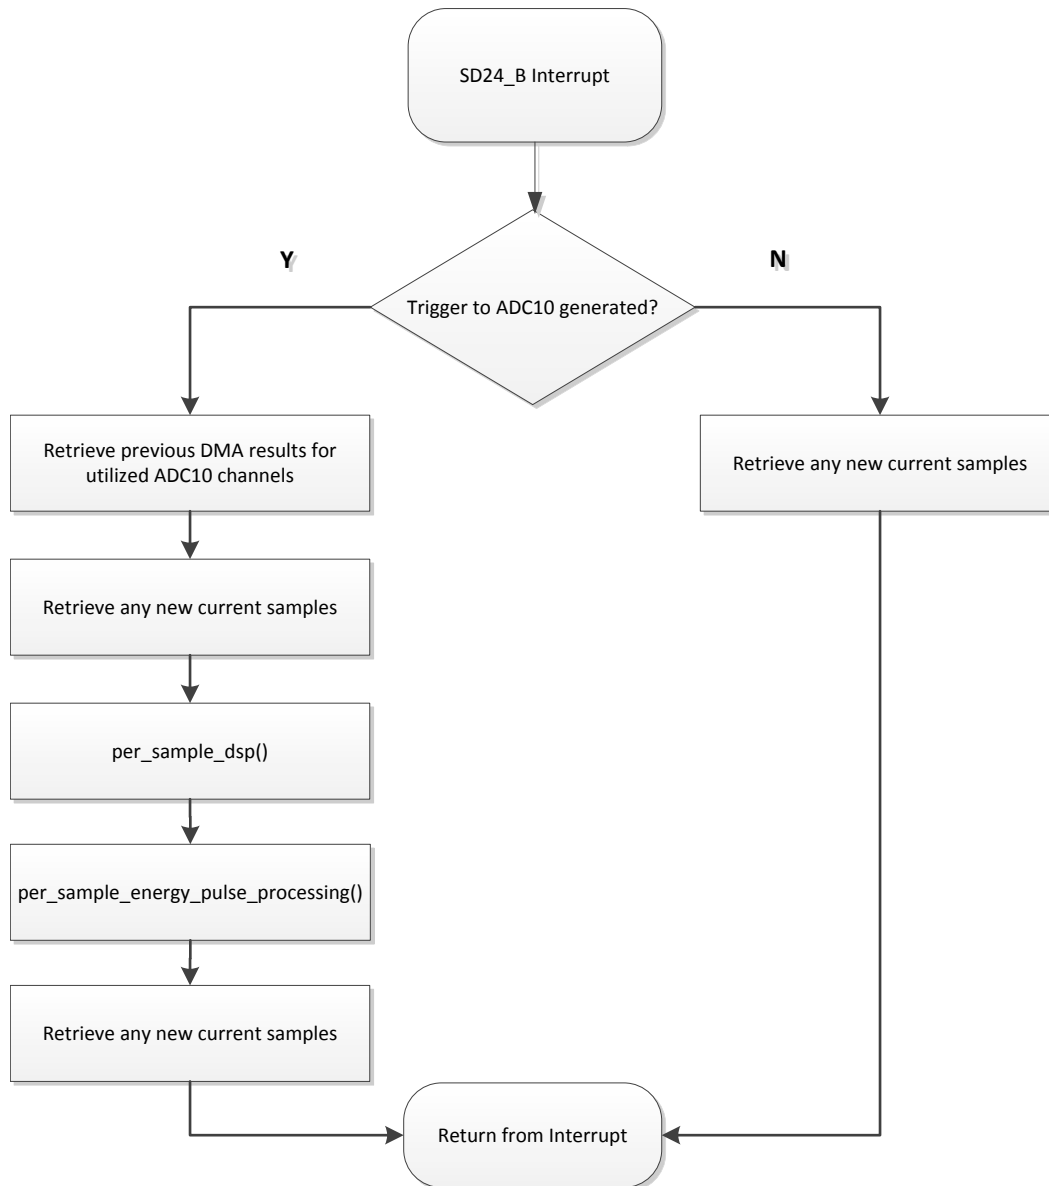 SD24_B Interrupt
Y
N
Trigger to ADC10 generated?
Retrieve previous DMA results for
utilized ADC10 channels
Retrieve any new current samples
Retrieve any new current samples
per_sample_dsp()
per_sample_energy_pulse_processing()
Retrieve any new current samples
Return from Interrupt